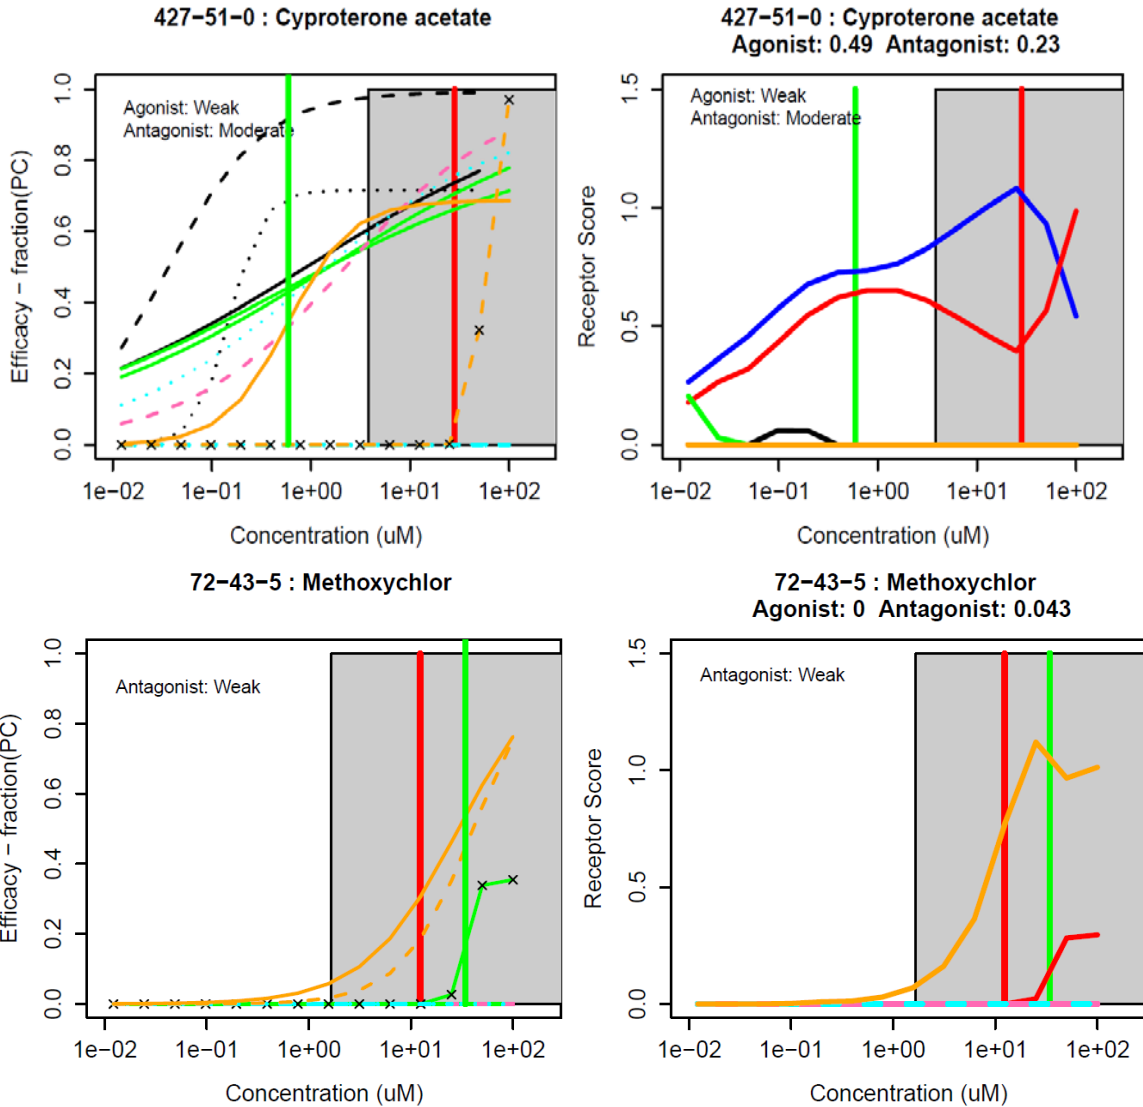 427−51−0 : Cyproterone acetate
Agonist: Weak
Antagonist: Moderate
Efficacy − fraction(PC)
1.0
0.8
0.6
0.4
0.2
0.0
1e−02 1e−01 1e+00 1e+01 1e+02
Concentration (uM)
427−51−0 : Cyproterone acetate
Agonist: 0.49 Antagonist: 0.23
Agonist: Weak
Antagonist: Moderate
Receptor Score
1.5
1.0
0.5
0.0
1e−02 1e−01 1e+00 1e+01 1e+02
Concentration (uM)
72−43−5 : Methoxychlor
Antagonist: Weak
Efficacy − fraction(PC)
1.0
0.8
0.6
0.4
0.2
0.0
1e−02 1e−01 1e+00 1e+01 1e+02
Concentration (uM)
72−43−5 : Methoxychlor
Agonist: 0 Antagonist: 0.043
Antagonist: Weak
Receptor Score
1.5
1.0
0.5
0.0
1e−02 1e−01 1e+00 1e+01 1e+02
Concentration (uM)